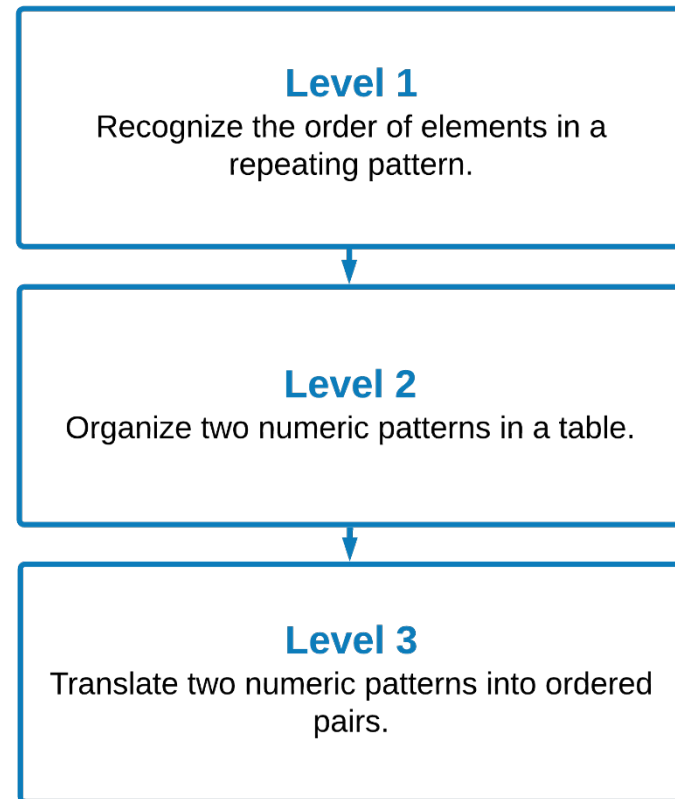 Level 1
Recognize the order of elements in a
repeating pattern.
Level 2
Organize two numeric patterns in a table.
Level 3
Translate two numeric patterns into ordered
pairs.